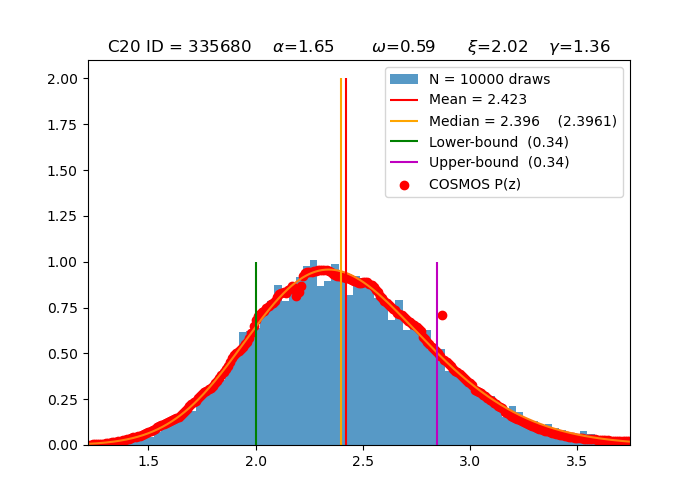 C20 ID = 335680 α=1.65 ω=0.59 ξ=2.02 γ=1.36
N = 10000 draws
Mean = 2.423
Median = 2.396 (2.3961)
Lower-bound (0.34)
Upper-bound (0.34)
COSMOS P(z)
2.00
1.75
1.50
1.25
1.00
0.75
0.50
0.25
0.00
1.5 2.0 2.5 3.0 3.5